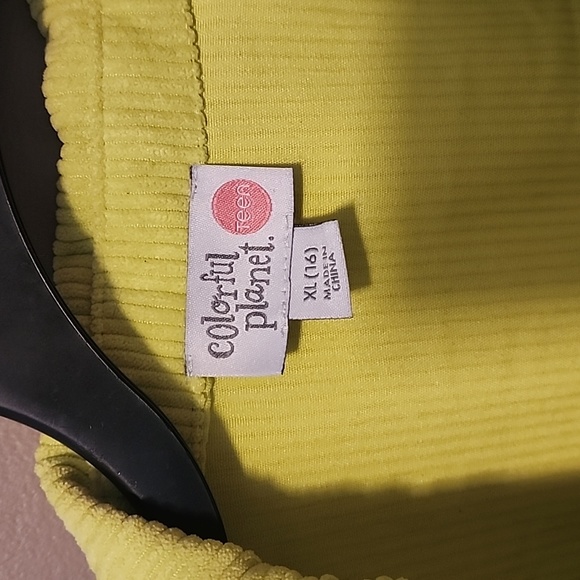 colorful
planet.
Teen
XL (16)
MADE IN
CHINA